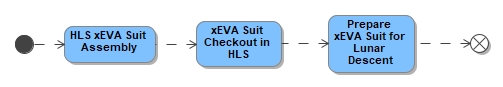 HLS xEVA Suit
Assembly
xEVA Suit
Checkout in
HLS
Prepare
xEVA Suit for
Lunar
Descent